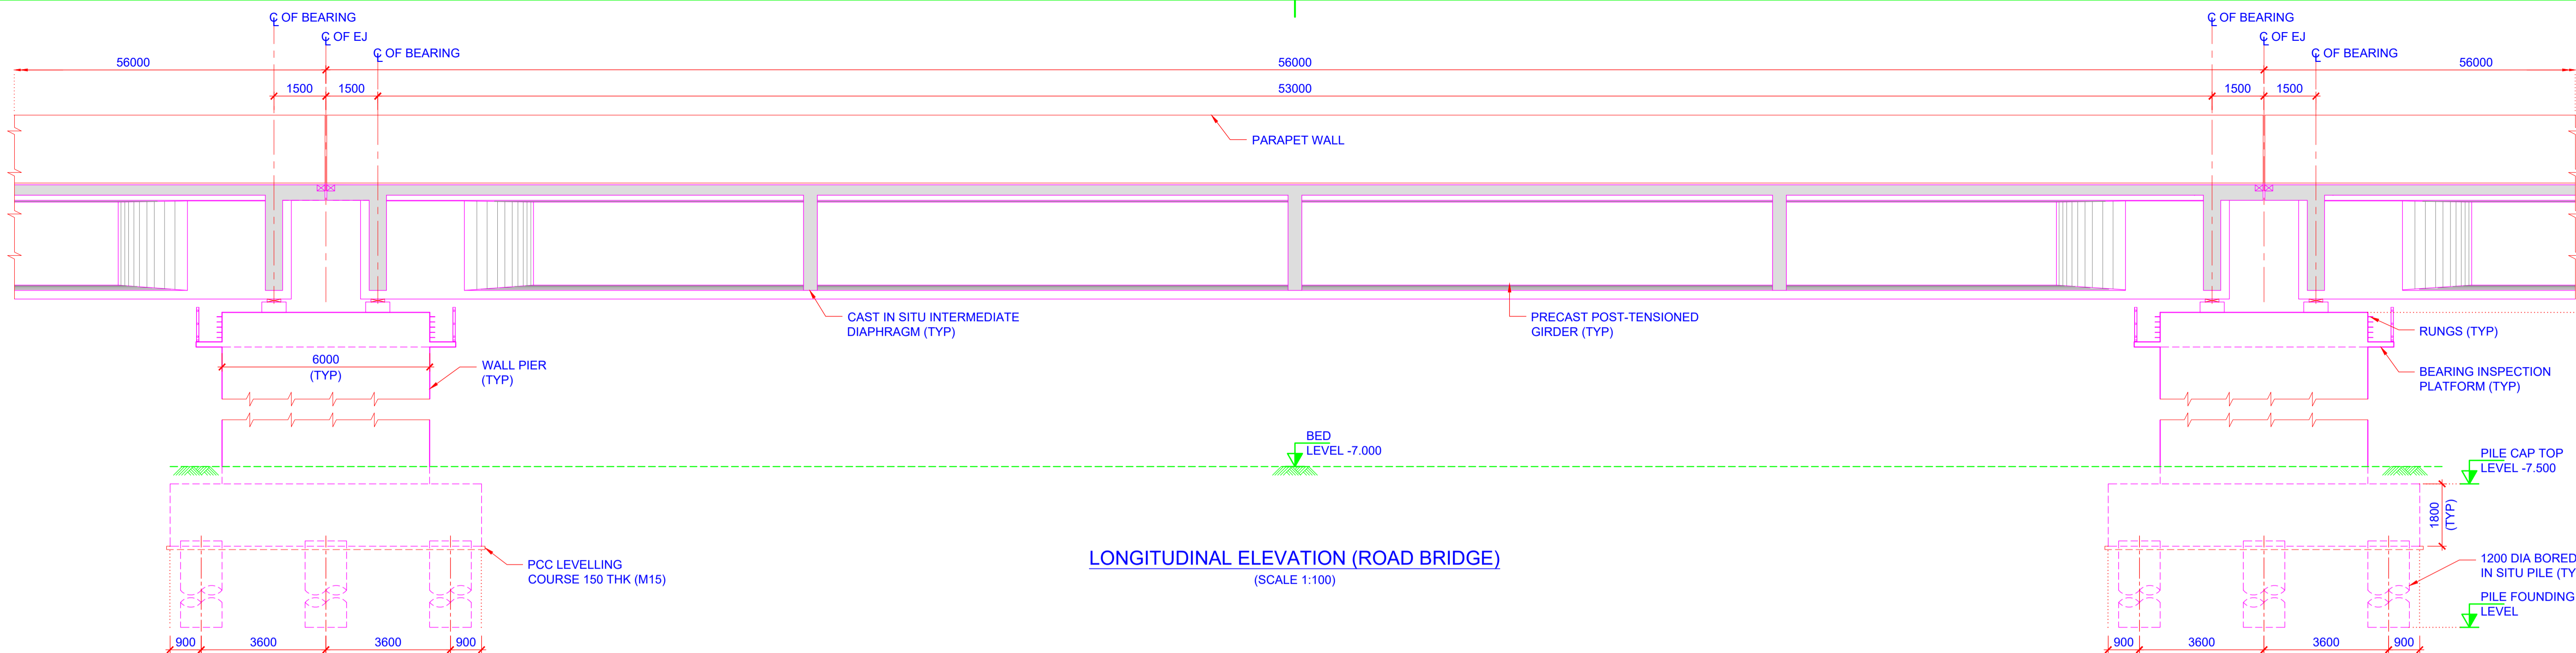 ℄ OF BEARING
℄ OF EJ
℄ OF BEARING
℄ OF BEARING
℄ OF EJ
℄ OF BEARING
56000
56000
56000
1500
1500
53000
1500
1500
PARAPET WALL
CAST IN SITU INTERMEDIATE
DIAPHRAGM (TYP)
PRECAST POST-TENSIONED
GIRDER (TYP)
RUNGS (TYP)
6000
(TYP)
WALL PIER
(TYP)
BEARING INSPECTION
PLATFORM (TYP)
BED
LEVEL -7.000
PILE CAP TOP
LEVEL -7.500
1800
(TYP)
PCC LEVELLING
COURSE 150 THK (M15)
LONGITUDINAL ELEVATION (ROAD BRIDGE)
(SCALE 1:100)
1200 DIA BORED
IN SITU PILE (TY
PILE FOUNDING
LEVEL
900
3600
3600
900
900
3600
3600
900